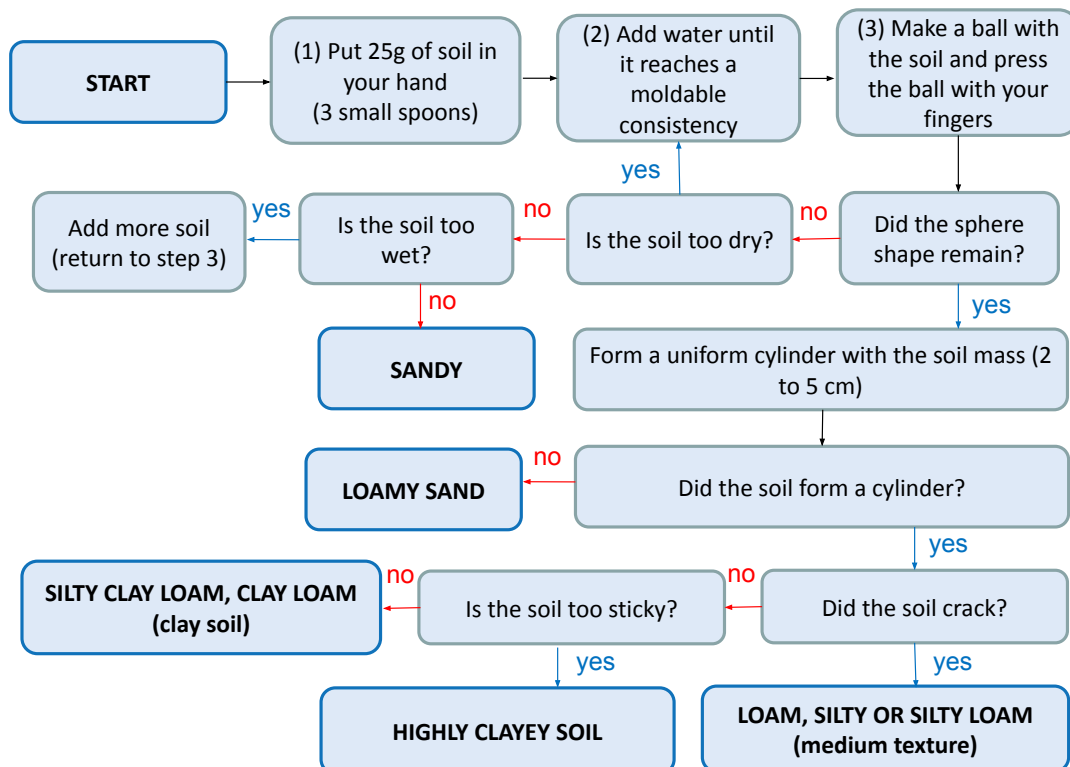 START
(1) Put 25g of soil in
your hand
(3 small spoons)
(2) Add water until
it reaches a
moldable
consistency
(3) Make a ball with
the soil and press
the ball with your
fingers
yes
Add more soil
(return to step 3)
yes
Is the soil too
wet?
no
Is the soil too dry?
no
Did the sphere
shape remain?
no
yes
SANDY
Form a uniform cylinder with the soil mass (2
to 5 cm)
LOAMY SAND
no
Did the soil form a cylinder?
yes
SILTY CLAY LOAM, CLAY LOAM
(clay soil)
no
Is the soil too sticky?
no
Did the soil crack?
yes
yes
HIGHLY CLAYEY SOIL
LOAM, SILTY OR SILTY LOAM
(medium texture)